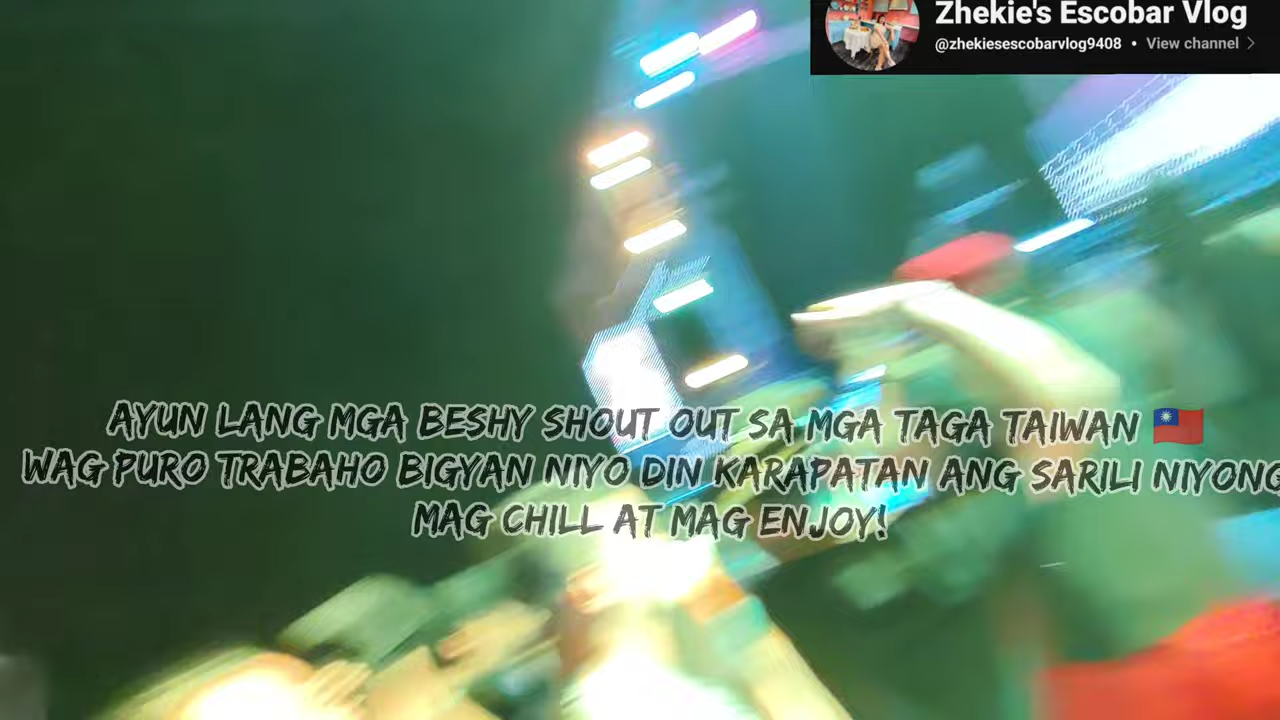 Zhekie's Escobar Vlog
@zhekiesescobarvlog9408 • View channel >
AYUN LANG MGA BESHY SHOUT OUT SA MGA TAGA TAIWAN 🇹🇼
WAG PURO TRABAHO BIGYAN NIYO DIN KARAPATAN ANG SARILI NIYONG
MAG CHILL AT MAG ENJOY!